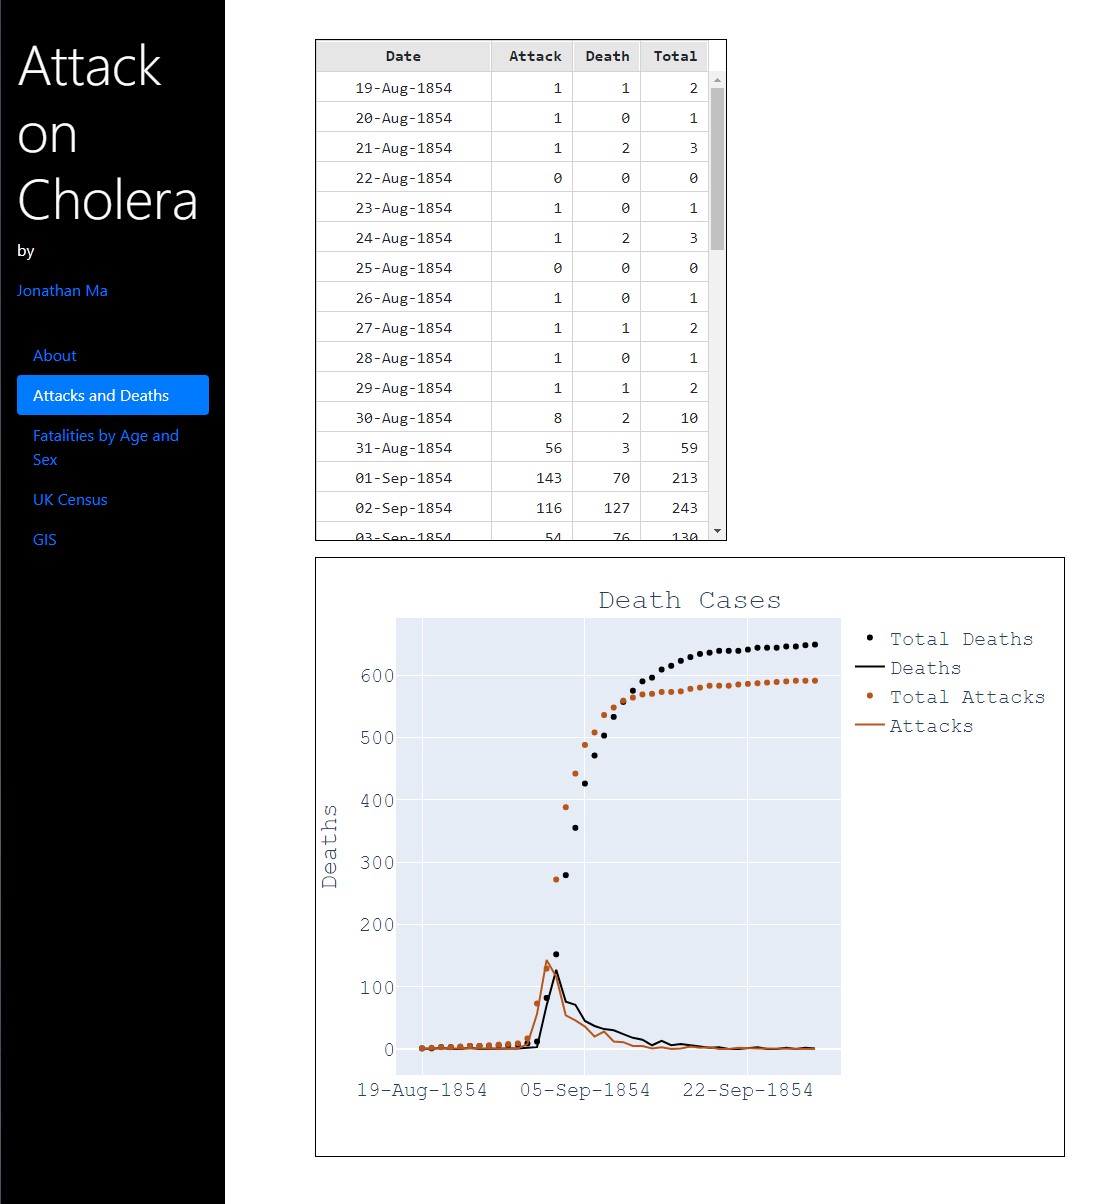 Attack
on
Cholera
by
Jonathan Ma
About
Attacks and Deaths
Fatalities by Age and
Sex
UK Census
GIS
Date Attack Death Total
19-Aug-1854 1 1 2
20-Aug-1854 1 0 1
21-Aug-1854 1 2 3
22-Aug-1854 0 0 0
23-Aug-1854 1 0 1
24-Aug-1854 1 2 3
25-Aug-1854 0 0 0
26-Aug-1854 1 0 1
27-Aug-1854 1 1 2
28-Aug-1854 1 0 1
29-Aug-1854 1 1 2
30-Aug-1854 8 2 10
31-Aug-1854 56 3 59
01-Sep-1854 143 70 213
02-Sep-1854 116 127 243
03-Sep-1854 54 76 130
Death Cases
Total Deaths
Deaths
Total Attacks
Attacks
Deaths
600
500
400
300
200
100
0
19-Aug-1854 05-Sep-1854 22-Sep-1854